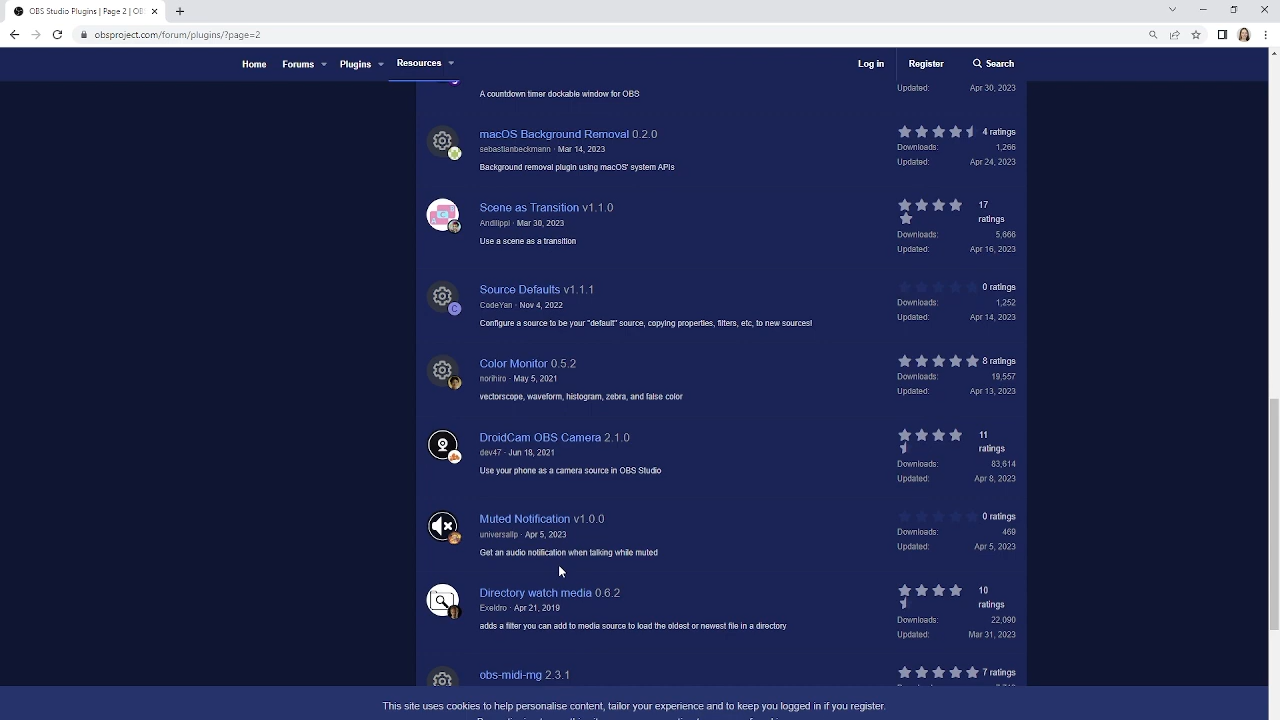 OBS Studio Plugins | Page 2 | OB
obsproject.com/forum/plugins/?page=2
Home Forums Plugins Resources Log in Register Search
Updated: Apr 30, 2023
A countdown timer dockable window for OBS
macOS Background Removal 0.2.0
sebastianbeckmann · Mar 14, 2023
Background removal plugin using macOS' system APIs
4 ratings
Downloads: 1,266
Updated: Apr 24, 2023
Scene as Transition v1.1.0
Andilippi · Mar 30, 2023
Use a scene as a transition
17
ratings
Downloads: 5,666
Updated: Apr 16, 2023
Source Defaults v1.1.1
CodeYan · Nov 4, 2022
Configure a source to be your "default" source, copying properties, filters, etc, to new sources!
C
0 ratings
Downloads: 1,252
Updated: Apr 14, 2023
Color Monitor 0.5.2
norihiro · May 5, 2021
vectorscope, waveform, histogram, zebra, and false color
8 ratings
Downloads: 19,557
Updated: Apr 13, 2023
DroidCam OBS Camera 2.1.0
dev47 · Jun 18, 2021
Use your phone as a camera source in OBS Studio
11
ratings
Downloads: 83,614
Updated: Apr 8, 2023
Muted Notification v1.0.0
universallp · Apr 5, 2023
Get an audio notification when talking while muted
0 ratings
Downloads: 469
Updated: Apr 5, 2023
Directory watch media 0.6.2
Exeldro · Apr 21, 2019
adds a filter you can add to media source to load the oldest or newest file in a directory
10
ratings
Downloads: 22,090
Updated: Mar 31, 2023
obs-midi-mg 2.3.1
7 ratings
This site uses cookies to help personalise content, tailor your experience and to keep you logged in if you register.